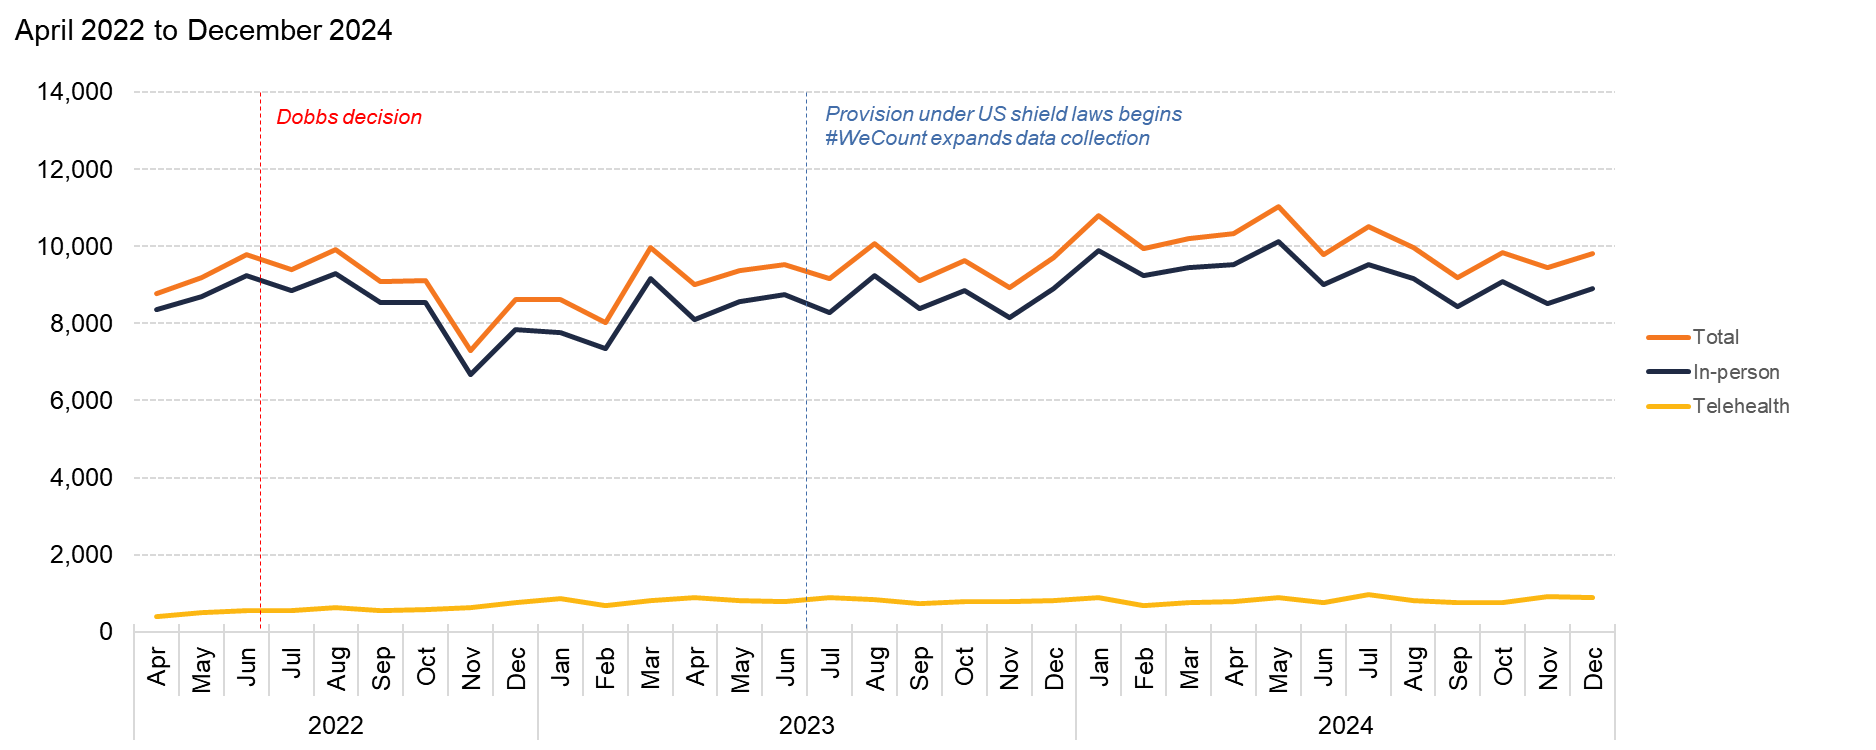 April 2022 to December 2024
14,000
12,000
10,000
8,000
6,000
4,000
2,000
0
Dobbs decision
Provision under US shield laws begins
#WeCount expands data collection
Total
In-person
Telehealth
Apr May Jun Jul Aug Sep Oct Nov Dec Jan Feb Mar Apr May Jun Jul Aug Sep Oct Nov Dec Jan Feb Mar Apr May Jun Jul Aug Sep Oct Nov Dec
2022 2023 2024